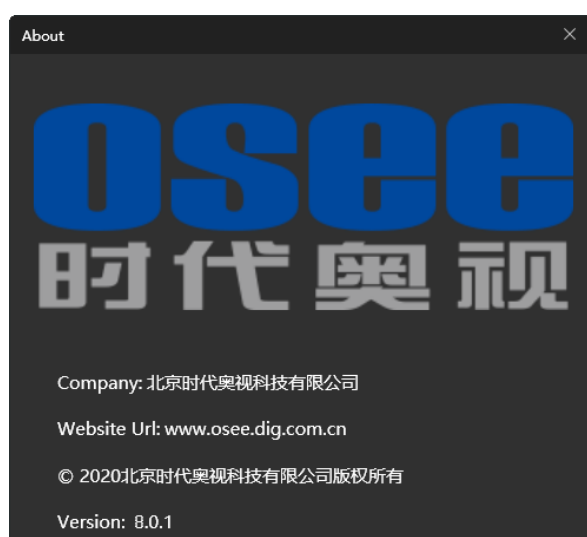 About
osee
时代奥视
Company: 北京时代奥视科技有限公司
Website Url: www.osee.dig.com.cn
© 2020北京时代奥视科技有限公司版权所有
Version: 8.0.1